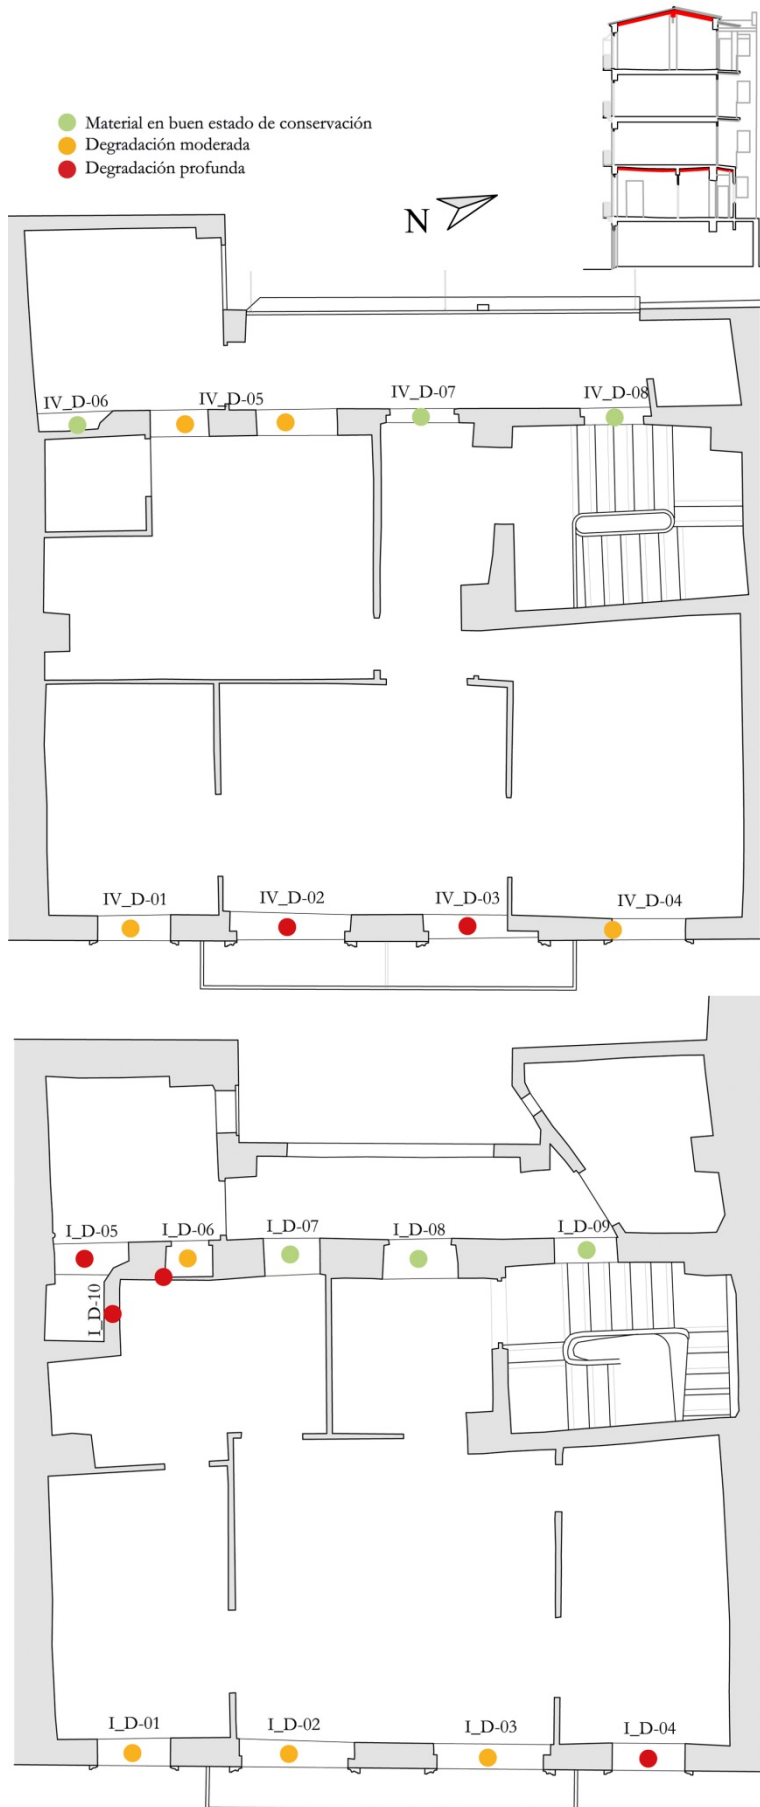 Material en buen estado de conservación
Degradación moderada
Degradación profunda
N
IV_D-06
IV_D-05
IV_D-07
IV_D-08
IV_D-01
IV_D-02
IV_D-03
IV_D-04
I_D-05
I_D-06
I_D-07
I_D-08
I_D-09
I_D-10
I_D-01
I_D-02
I_D-03
I_D-04